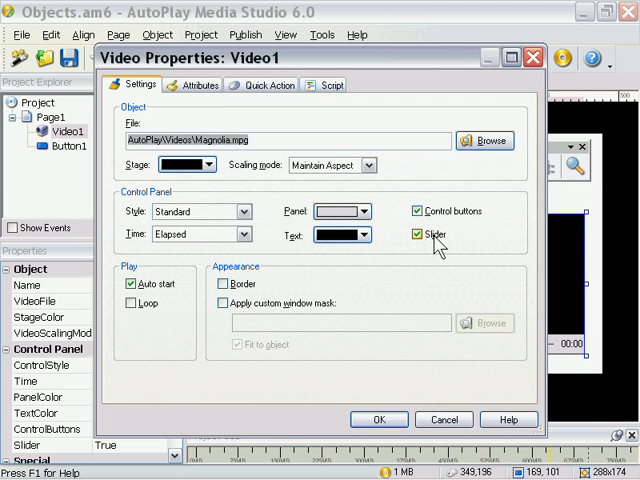 Objects.am6 - AutoPlay Media Studio 6.0
File Edit Align Page Object Project Publish View Tools Help
Project Explorer
Project
Page1
Video1
Button1
Show Events
Properties
Object
Name
VideoFile
StageColor
VideoScalingMod
Control Panel
ControlStyle
Time
PanelColor
TextColor
ControlButtons
Slider True
Special
Video Properties: Video1
Settings Attributes Quick Action Script
Object
File:
AutoPlay\Videos\Magnolia.mpg Browse
Stage: Scaling mode: Maintain Aspect
Control Panel
Style: Standard Panel: Control buttons
Time: Elapsed Text: Slider
Play
Auto start
Loop
Appearance
Border
Apply custom window mask:
Browse
Fit to object
OK Cancel Help
500
00:00
Press F1 for Help 1 MB 349,196 169, 101 288x174